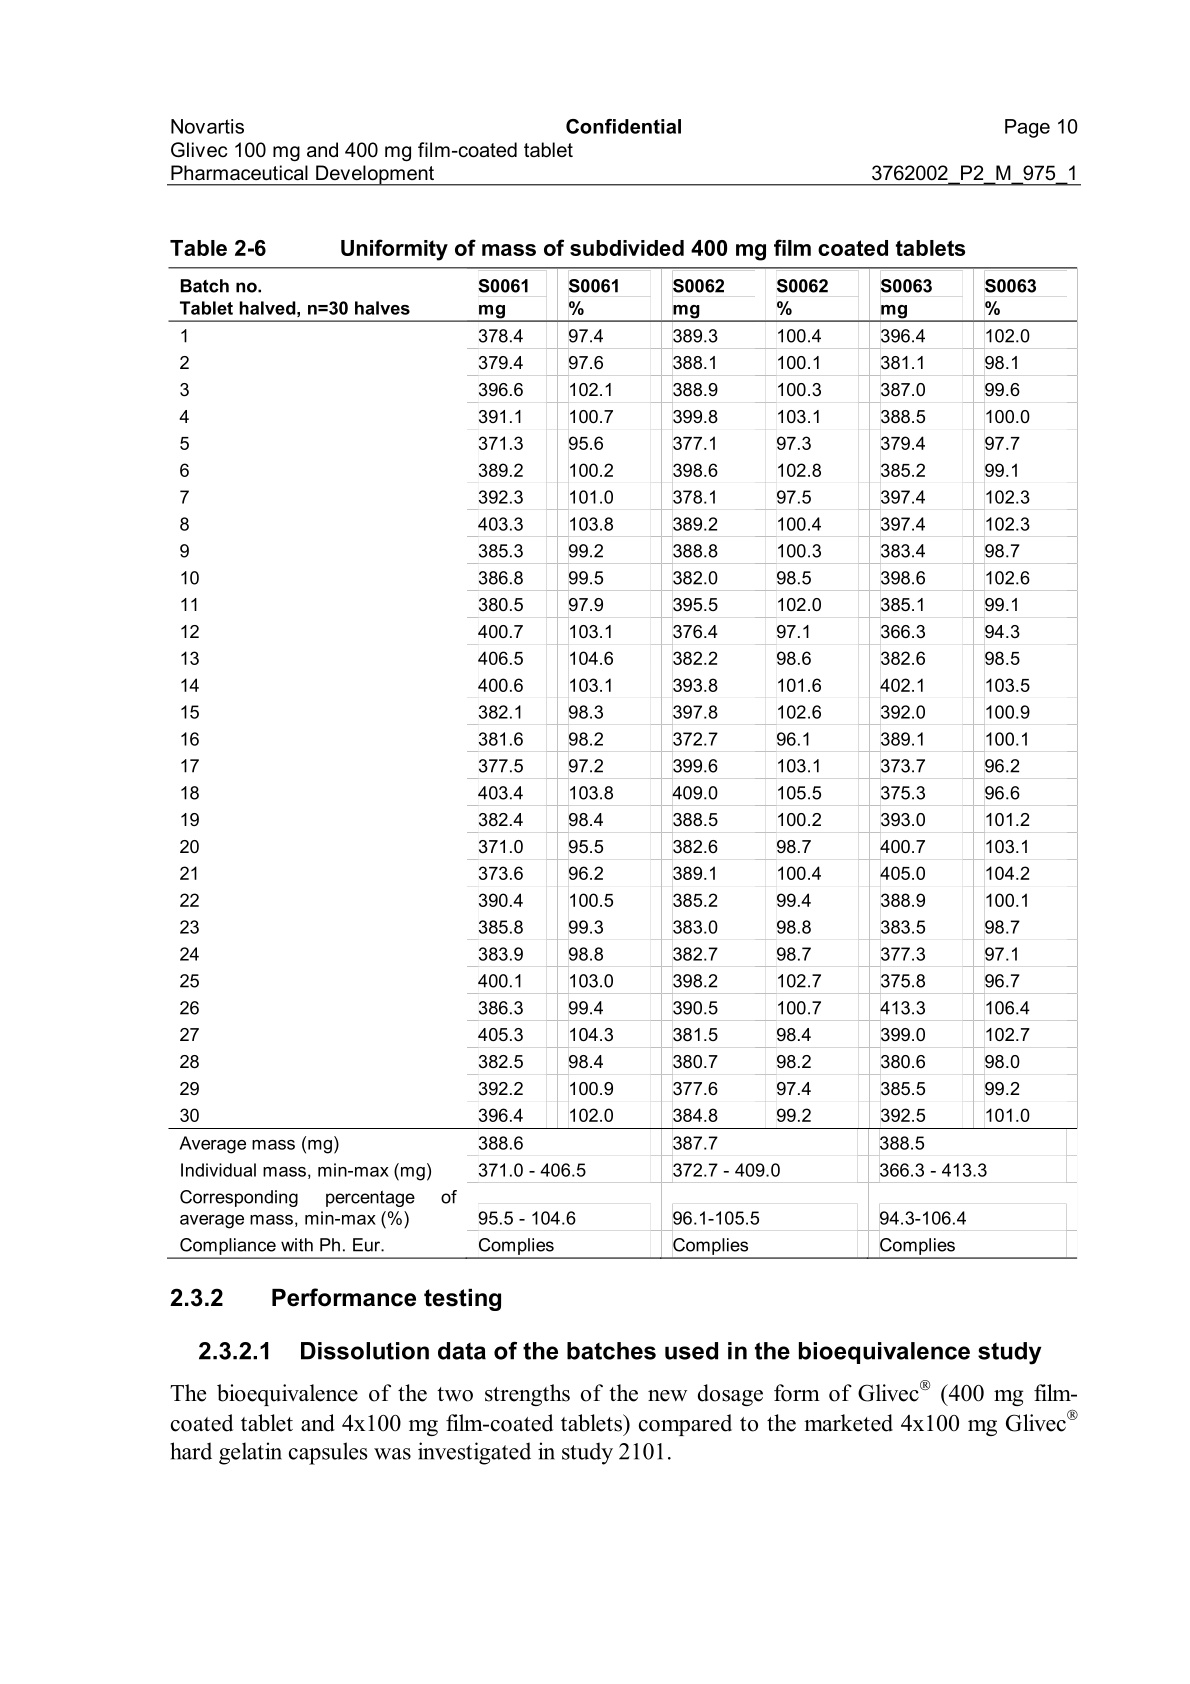 Novartis Confidential Page 10
Glivec 100 mg and 400 mg film-coated tablet
Pharmaceutical Development 3762002_P2_M_975_1
Table 2-6 Uniformity of mass of subdivided 400 mg film coated tablets
Batch no. S0061 S0061 S0062 S0062 S0063 S0063
Tablet halved, n=30 halves mg % mg % mg %
1 378.4 97.4 389.3 100.4 396.4 102.0
2 379.4 97.6 388.1 100.1 381.1 98.1
3 396.6 102.1 388.9 100.3 387.0 99.6
4 391.1 100.7 399.8 103.1 388.5 100.0
5 371.3 95.6 377.1 97.3 379.4 97.7
6 389.2 100.2 398.6 102.8 385.2 99.1
7 392.3 101.0 378.1 97.5 397.4 102.3
8 403.3 103.8 389.2 100.4 397.4 102.3
9 385.3 99.2 388.8 100.3 383.4 98.7
10 386.8 99.5 382.0 98.5 398.6 102.6
11 380.5 97.9 395.5 102.0 385.1 99.1
12 400.7 103.1 376.4 97.1 366.3 94.3
13 406.5 104.6 382.2 98.6 382.6 98.5
14 400.6 103.1 393.8 101.6 402.1 103.5
15 382.1 98.3 397.8 102.6 392.0 100.9
16 381.6 98.2 372.7 96.1 389.1 100.1
17 377.5 97.2 399.6 103.1 373.7 96.2
18 403.4 103.8 409.0 105.5 375.3 96.6
19 382.4 98.4 388.5 100.2 393.0 101.2
20 371.0 95.5 382.6 98.7 400.7 103.1
21 373.6 96.2 389.1 100.4 405.0 104.2
22 390.4 100.5 385.2 99.4 388.9 100.1
23 385.8 99.3 383.0 98.8 383.5 98.7
24 383.9 98.8 382.7 98.7 377.3 97.1
25 400.1 103.0 398.2 102.7 375.8 96.7
26 386.3 99.4 390.5 100.7 413.3 106.4
27 405.3 104.3 381.5 98.4 399.0 102.7
28 382.5 98.4 380.7 98.2 380.6 98.0
29 392.2 100.9 377.6 97.4 385.5 99.2
30 396.4 102.0 384.8 99.2 392.5 101.0
Average mass (mg) 388.6 387.7 388.5
Individual mass, min-max (mg) 371.0 - 406.5 372.7 - 409.0 366.3 - 413.3
Corresponding percentage of
average mass, min-max (%) 95.5 - 104.6 96.1-105.5 94.3-106.4
Compliance with Ph. Eur. Complies Complies Complies
2.3.2 Performance testing
2.3.2.1 Dissolution data of the batches used in the bioequivalence study
The bioequivalence of the two strengths of the new dosage form of Glivec® (400 mg film-
coated tablet and 4x100 mg film-coated tablets) compared to the marketed 4x100 mg Glivec®
hard gelatin capsules was investigated in study 2101.